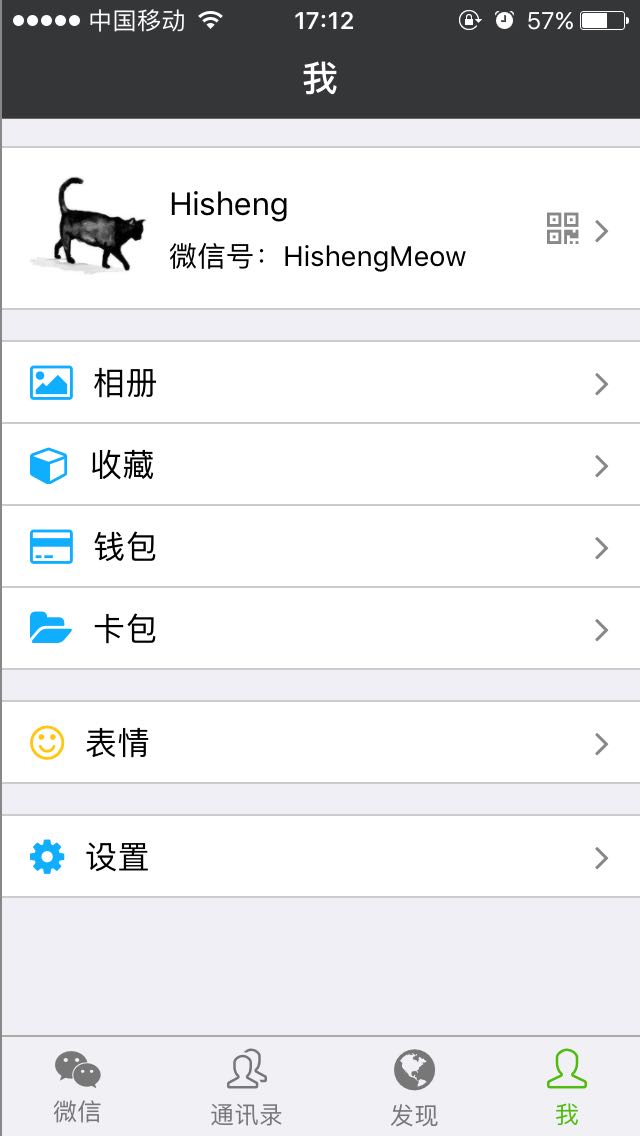 中国移动 17:12 57%
我
Hisheng
微信号：HishengMeow
相册
收藏
钱包
卡包
表情
设置
微信 通讯录 发现 我